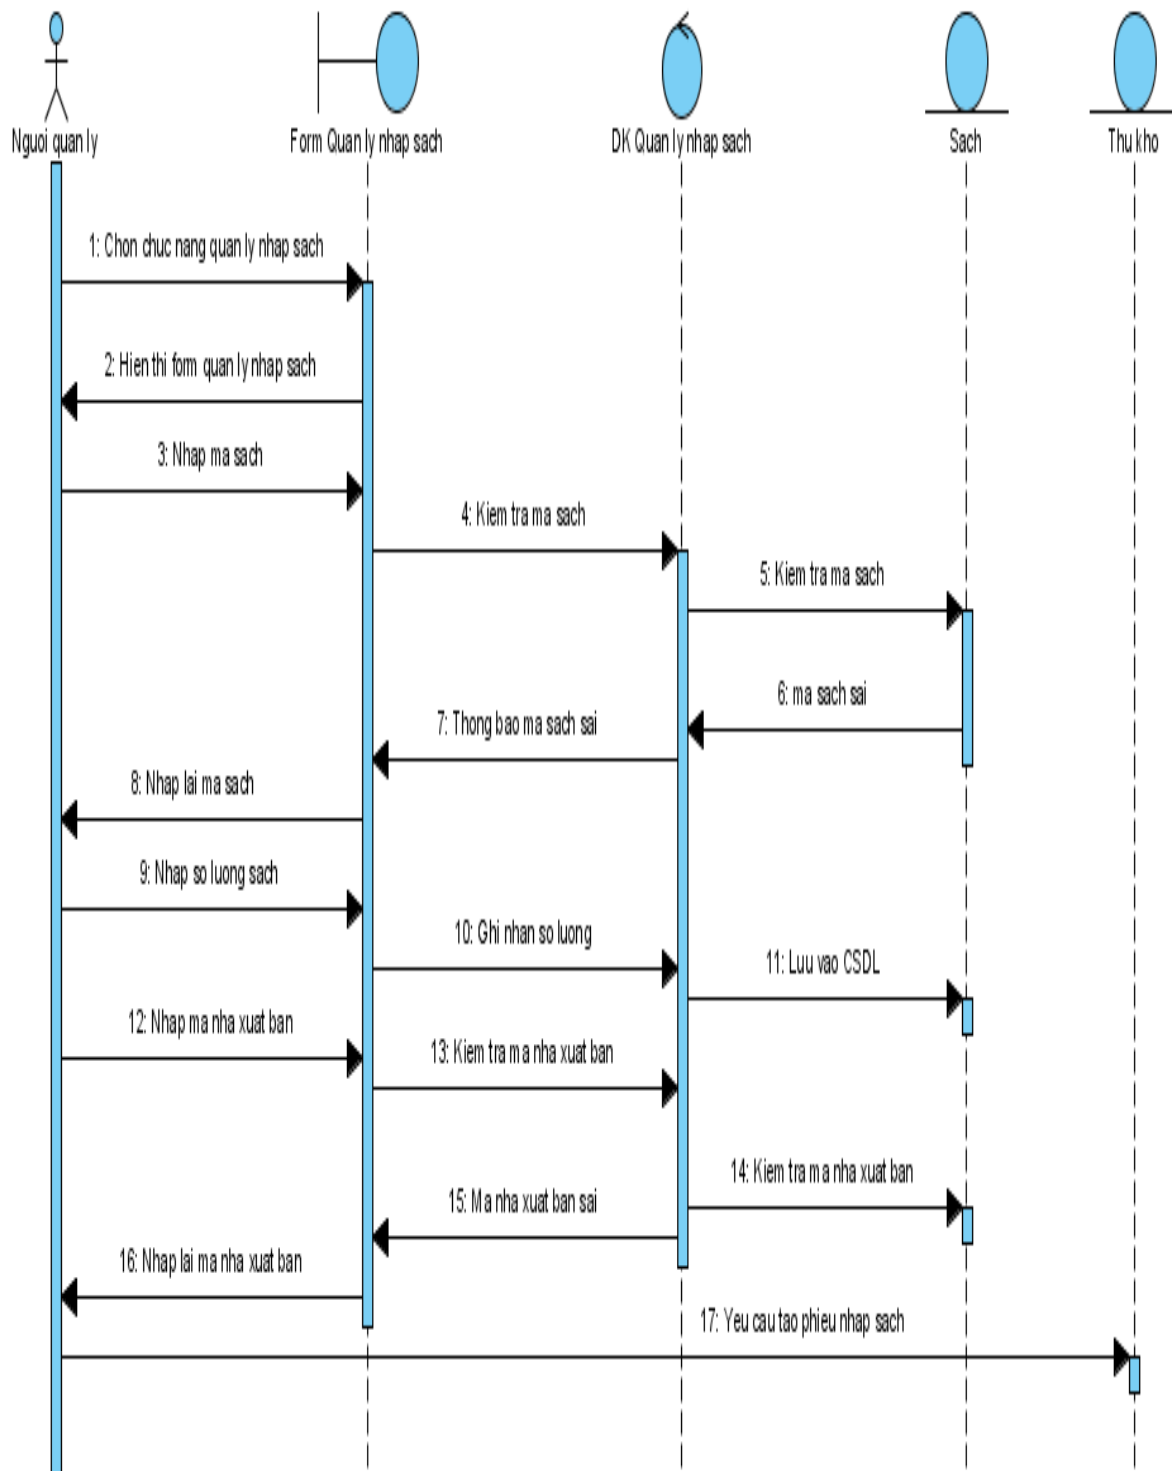 Nguoi quan ly
Form Quan ly nhap sach
DK Quan ly nhap sach
Sach
Thu kho
1: Chon chuc nang quan ly nhap sach
2: Hien thi form quan ly nhap sach
3: Nhap ma sach
4: Kiem tra ma sach
5: Kiem tra ma sach
6: ma sach sai
7: Thong bao ma sach sai
8: Nhap lai ma sach
9: Nhap so luong sach
10: Ghi nhan so luong
11: Luu vao CSDL
12: Nhap ma nha xuat ban
13: Kiem tra ma nha xuat ban
14: Kiem tra ma nha xuat ban
15: Ma nha xuat ban sai
16: Nhap lai ma nha xuat ban
17: Yeu cau tao phieu nhap sach